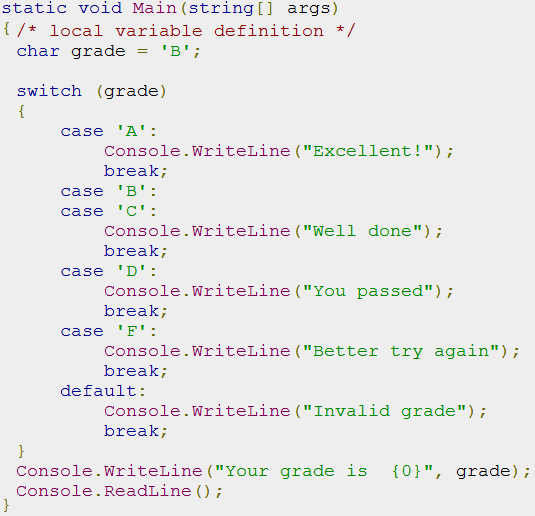 static void Main(string[] args)
{ /* local variable definition */
char grade = 'B';
switch (grade)
{
case 'A':
Console.WriteLine("Excellent!");
break;
case 'B':
case 'C':
Console.WriteLine("Well done");
break;
case 'D':
Console.WriteLine("You passed");
break;
case 'F':
Console.WriteLine("Better try again");
break;
default:
Console.WriteLine("Invalid grade");
break;
}
Console.WriteLine("Your grade is  {0}", grade);
Console.ReadLine();
}